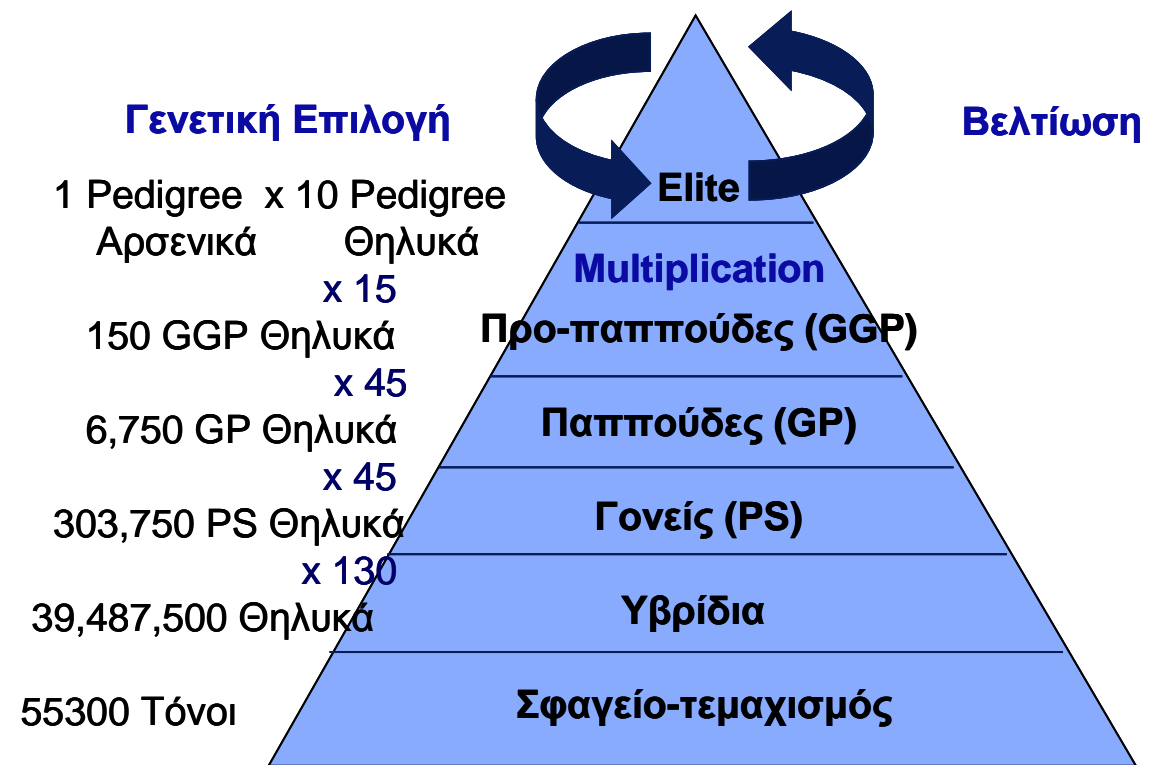 Γενετική Επιλογή
Βελτίωση
1 Pedigree x 10 Pedigree
Αρσενικά Θηλυκά
Elite
x 15
Multiplication
150 GGP Θηλυκά
Προ-παππούδες (GGP)
x 45
6,750 GP Θηλυκά
Παππούδες (GP)
x 45
303,750 PS Θηλυκά
Γονείς (PS)
x 130
39,487,500 Θηλυκά
Υβρίδια
55300 Τόνοι
Σφαγείο-τεμαχισμός